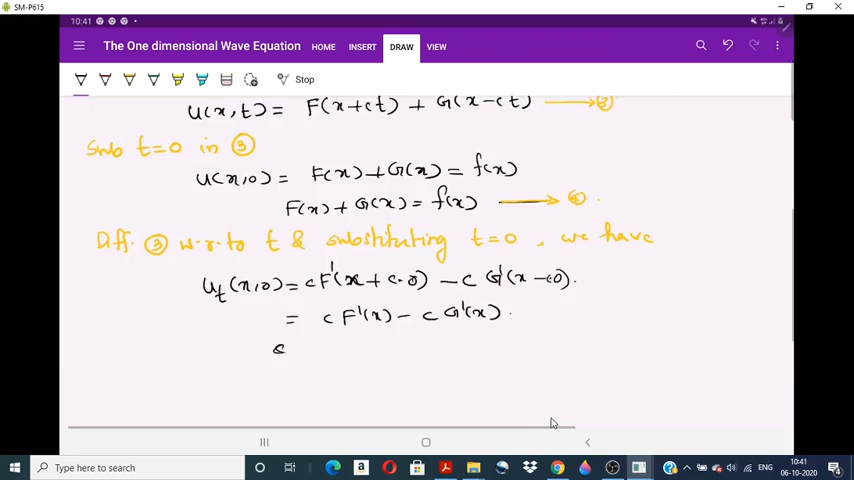 SM-P615
10:41
The One dimensional Wave Equation HOME INSERT DRAW VIEW
Stop
u(x,t) = F(x+ct) + G(x-ct) → ③
Sub t=0 in ③
u(x,0) = F(x)+G(x) = f(x)
F(x)+G(x) = f(x) → ④.
Diff. ③ w.r.to t & substituting t=0, we have
u_t(x,0) = cF'(x+c.0) - c G'(x-c0).
= c F'(x) - c G'(x).
Type here to search
ENG
10:41
06-10-2020
4